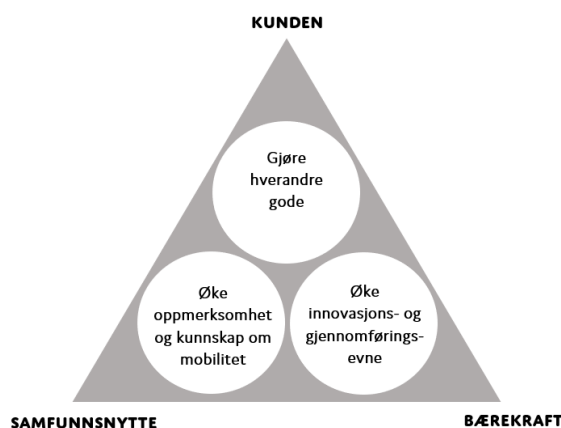 KUNDEN
Gjøre
hverandre
gode
Øke
oppmerksomhet
og kunnskap om
mobilitet
Øke
innovasjons- og
gjennomførings-
evne
SAMFUNNSNYTTE
BÆREKRAFT